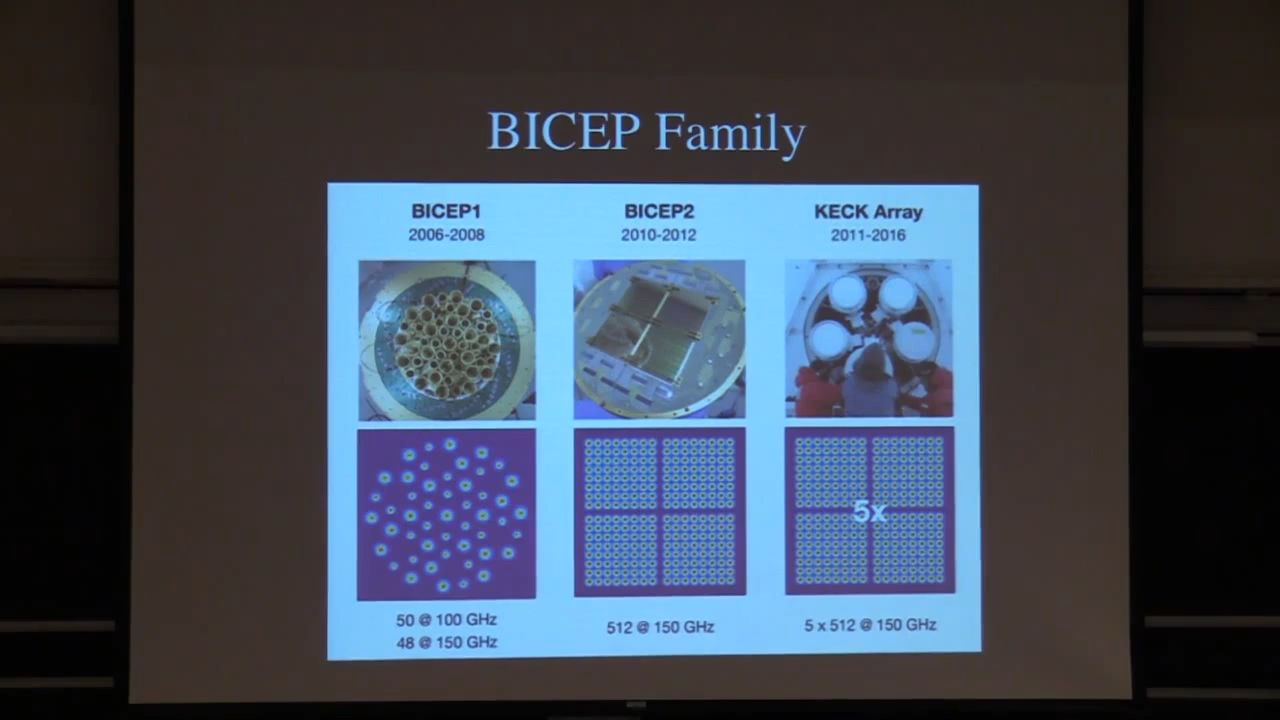 BICEP Family
BICEP1
2006-2008
BICEP2
2010-2012
KECK Array
2011-2016
5x
50 @ 100 GHz
48 @ 150 GHz
512 @ 150 GHz
5 x 512 @ 150 GHz